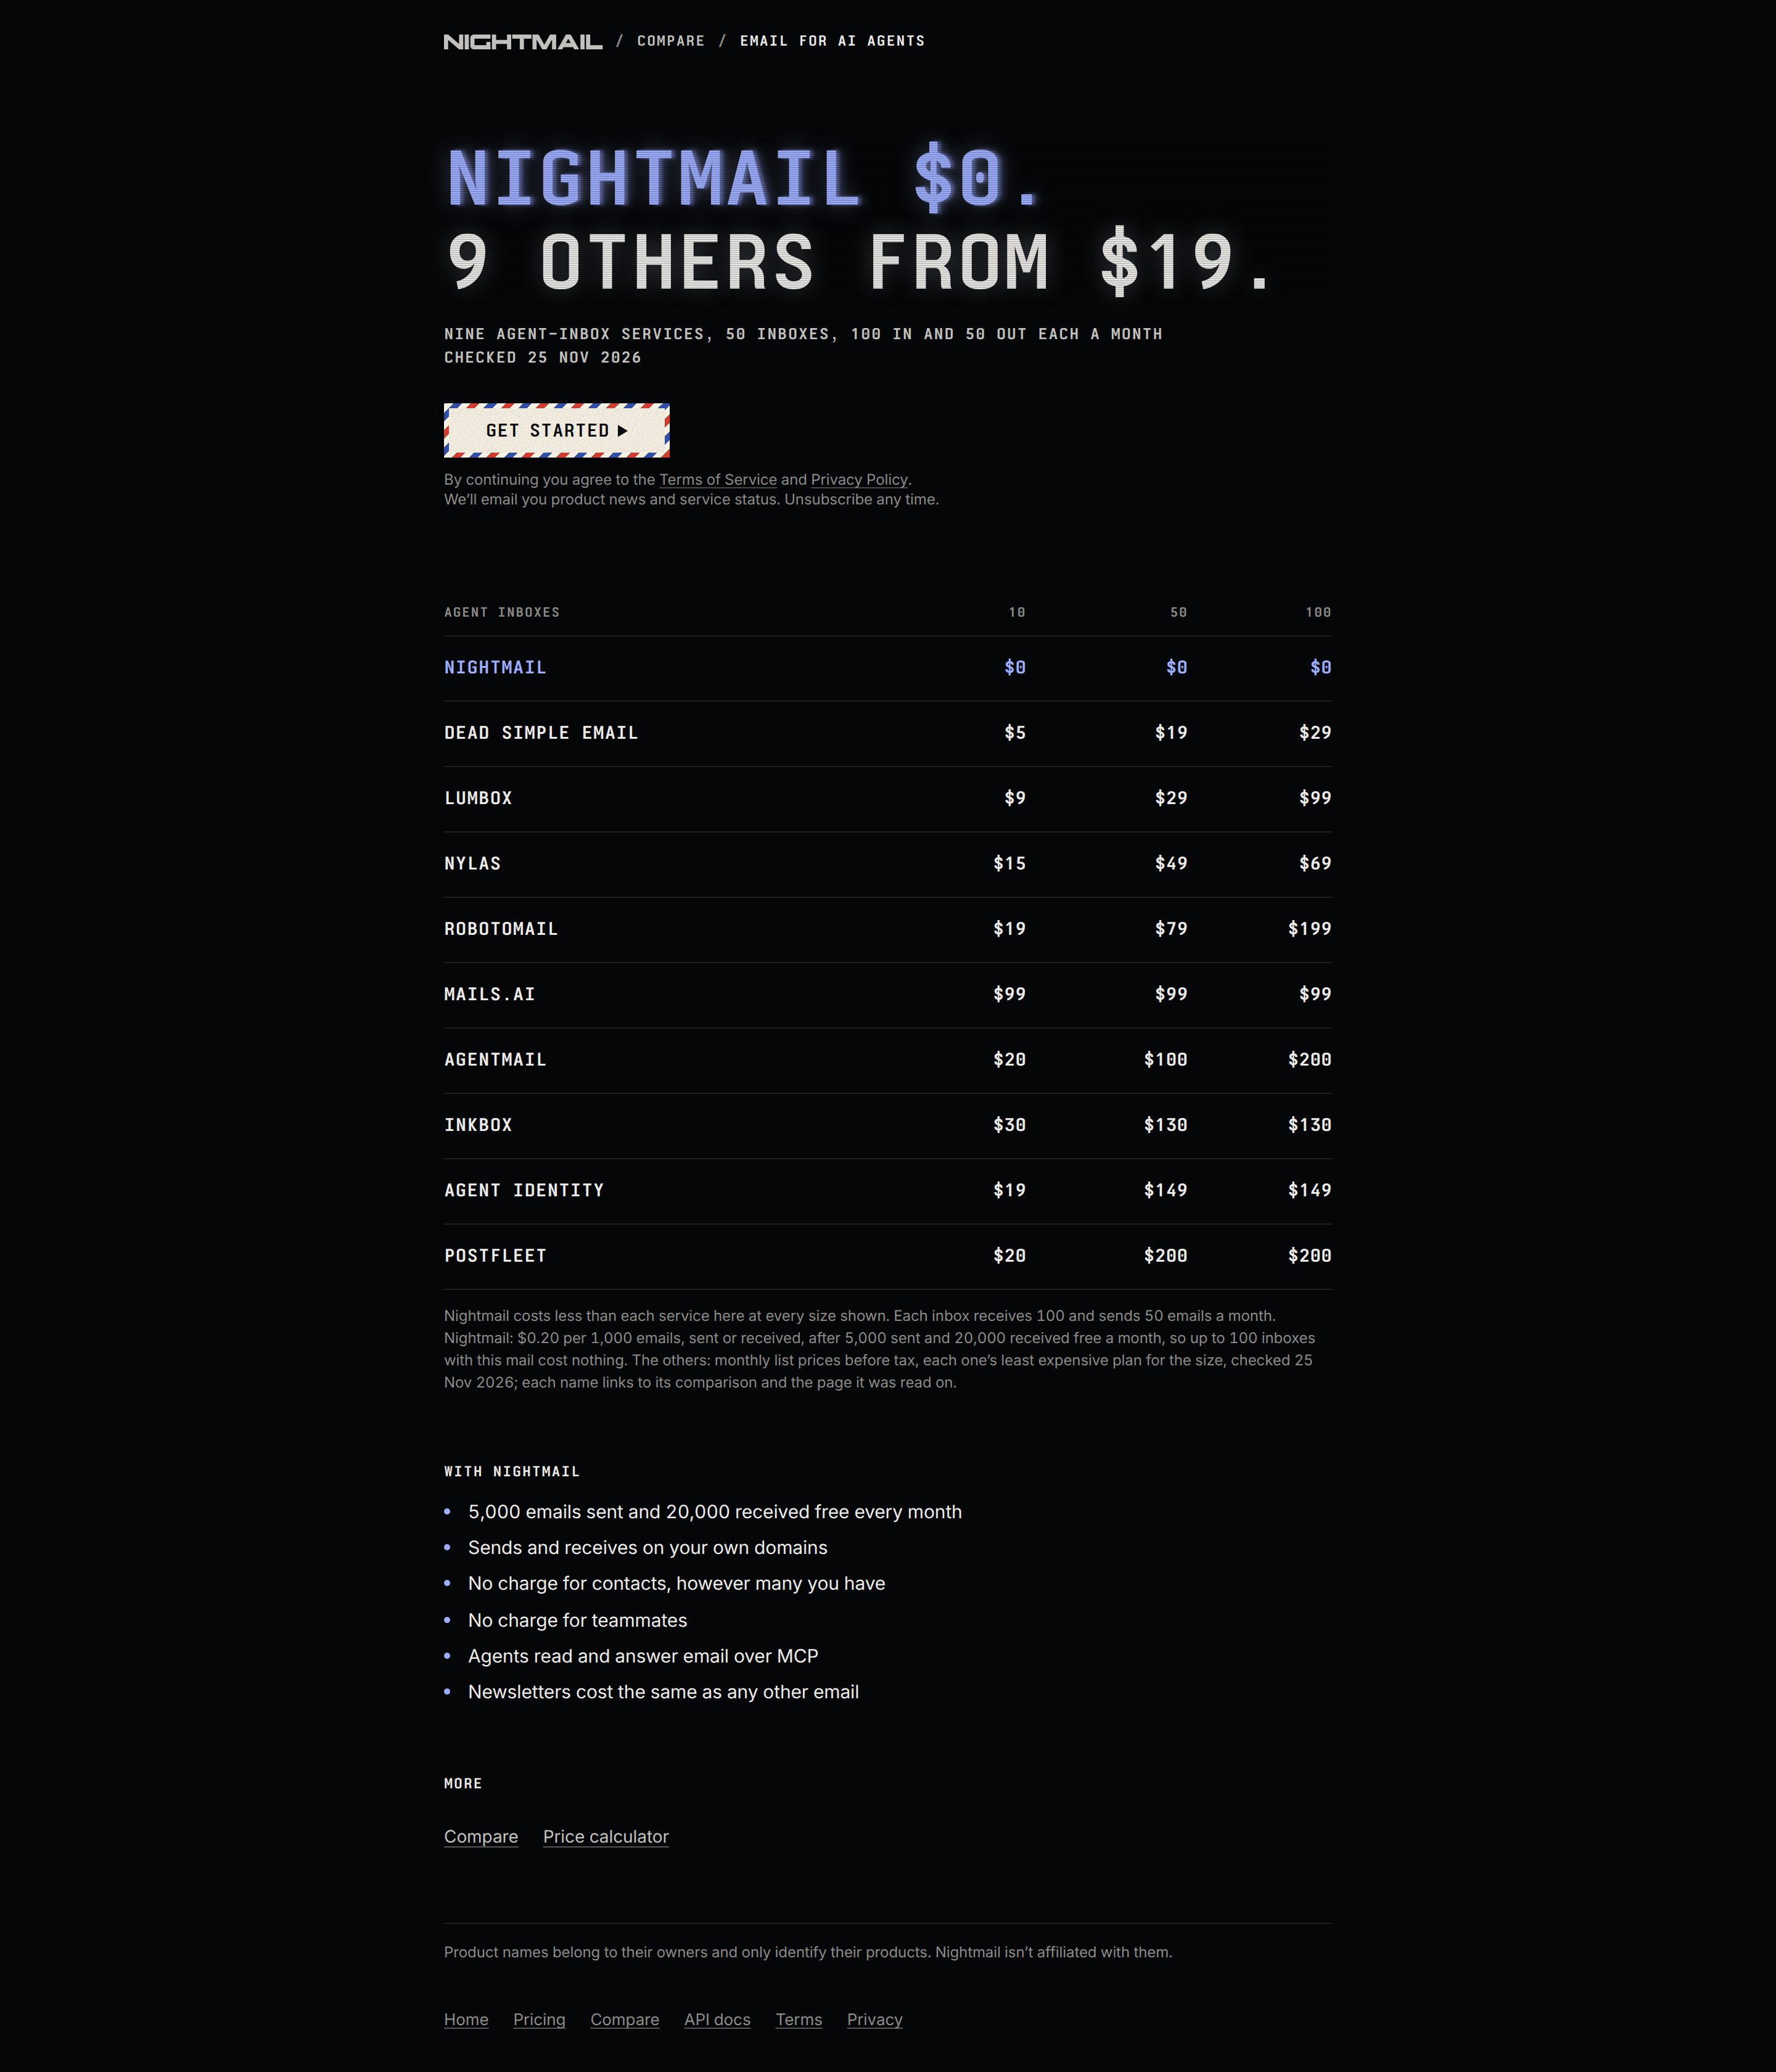 NIGHTMAIL / COMPARE / EMAIL FOR AI AGENTS
NIGHTMAIL $0.
9 OTHERS FROM $19.
NINE AGENT-INBOX SERVICES, 50 INBOXES, 100 IN AND 50 OUT EACH A MONTH
CHECKED 25 NOV 2026
GET STARTED ▶
By continuing you agree to the Terms of Service and Privacy Policy.
We’ll email you product news and service status. Unsubscribe any time.
AGENT INBOXES 10 50 100
NIGHTMAIL $0 $0 $0
DEAD SIMPLE EMAIL $5 $19 $29
LUMBOX $9 $29 $99
NYLAS $15 $49 $69
ROBOTOMAIL $19 $79 $199
MAILS.AI $99 $99 $99
AGENTMAIL $20 $100 $200
INKBOX $30 $130 $130
AGENT IDENTITY $19 $149 $149
POSTFLEET $20 $200 $200
Nightmail costs less than each service here at every size shown. Each inbox receives 100 and sends 50 emails a month.
Nightmail: $0.20 per 1,000 emails, sent or received, after 5,000 sent and 20,000 received free a month, so up to 100 inboxes
with this mail cost nothing. The others: monthly list prices before tax, each one’s least expensive plan for the size, checked 25
Nov 2026; each name links to its comparison and the page it was read on.
WITH NIGHTMAIL
• 5,000 emails sent and 20,000 received free every month
• Sends and receives on your own domains
• No charge for contacts, however many you have
• No charge for teammates
• Agents read and answer email over MCP
• Newsletters cost the same as any other email
MORE
Compare Price calculator
Product names belong to their owners and only identify their products. Nightmail isn’t affiliated with them.
Home Pricing Compare API docs Terms Privacy